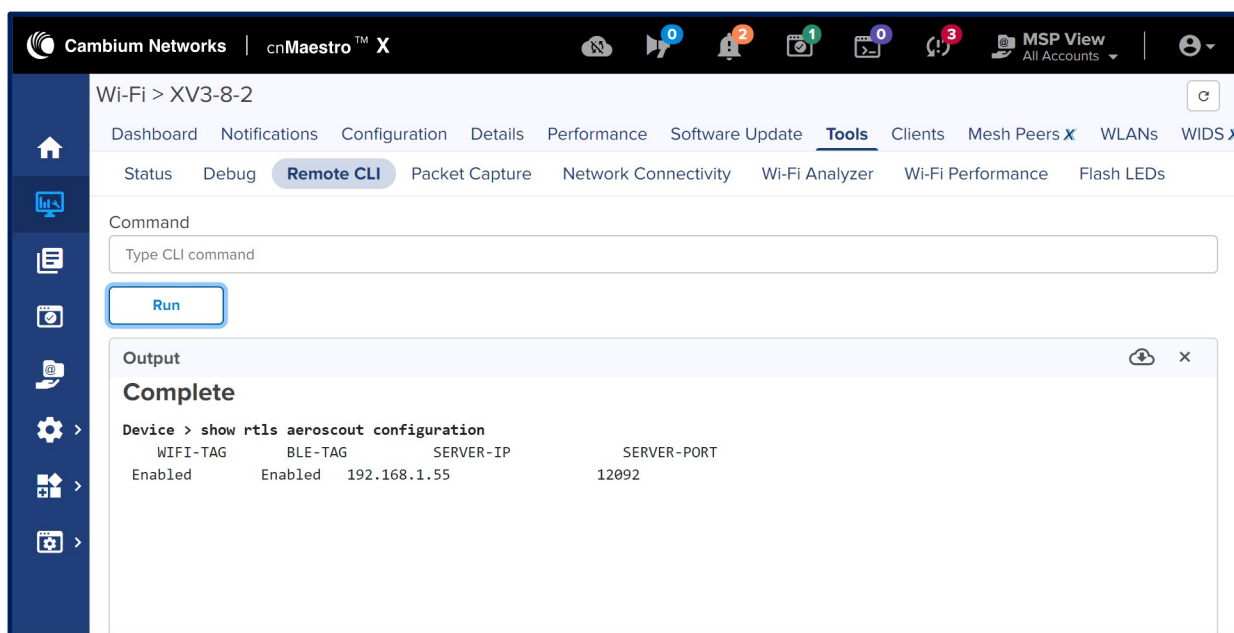 Cambium Networks | cnMaestro™ X 0 2 1 0 3 @ MSP View
All Accounts
Wi-Fi > XV3-8-2
Dashboard Notifications Configuration Details Performance Software Update Tools Clients Mesh Peers X WLANs WIDS X
Status Debug Remote CLI Packet Capture Network Connectivity Wi-Fi Analyzer Wi-Fi Performance Flash LEDs
Command
Type CLI command
Run
Output
Complete
Device > show rtls aeroscout configuration
WIFI-TAG BLE-TAG SERVER-IP SERVER-PORT
Enabled Enabled 192.168.1.55 12092